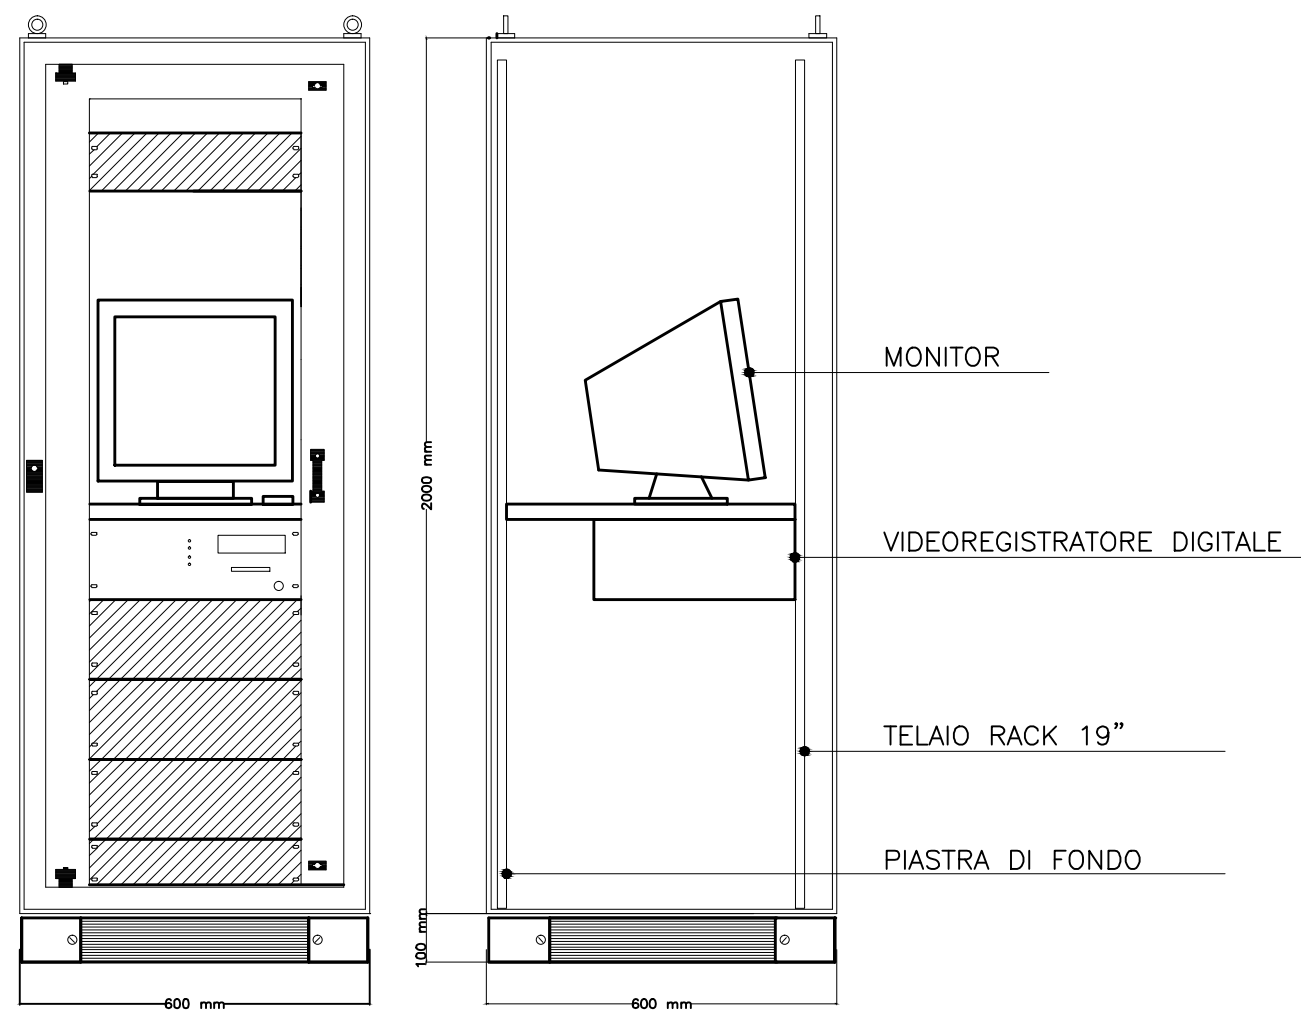 MONITOR
2000 mm
VIDEOREGISTRATORE DIGITALE
TELAIO RACK 19”
PIASTRA DI FONDO
100 mm
600 mm
600 mm